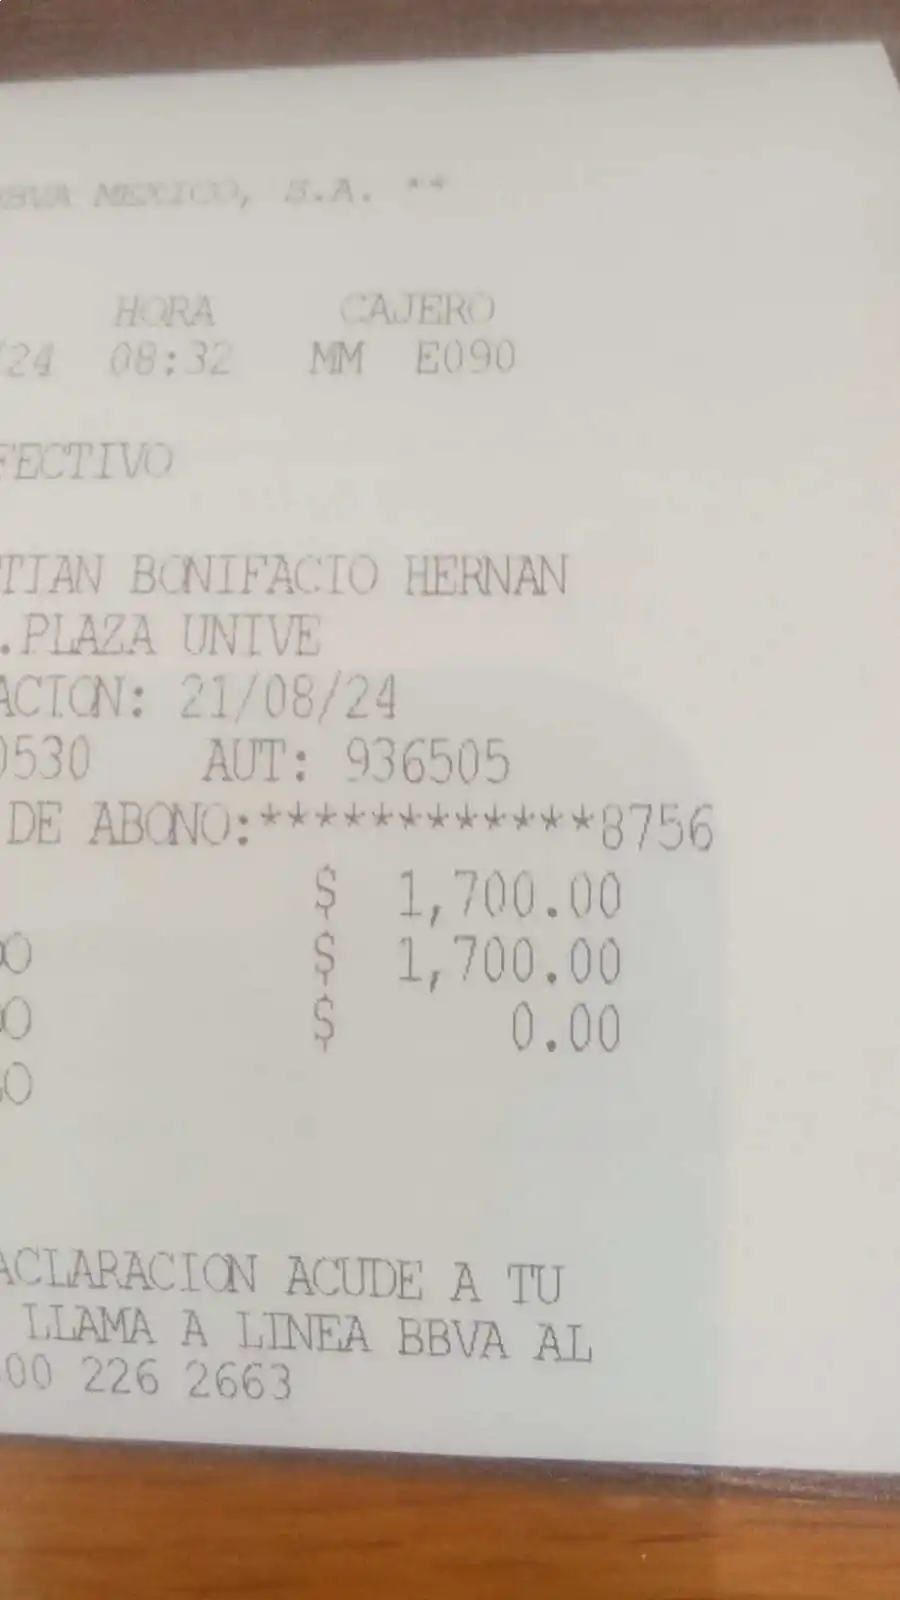 BBVA MEXICO, S.A. **
HORA CAJERO
/24 08:32 MM E090
FECTIVO
TIAN BONIFACIO HERNAN
.PLAZA UNIVE
ACION: 21/08/24
0530 AUT: 936505
DE ABONO:************8756
$ 1,700.00
O $ 1,700.00
O $ 0.00
O
ACLARACION ACUDE A TU
LLAMA A LINEA BBVA AL
00 226 2663